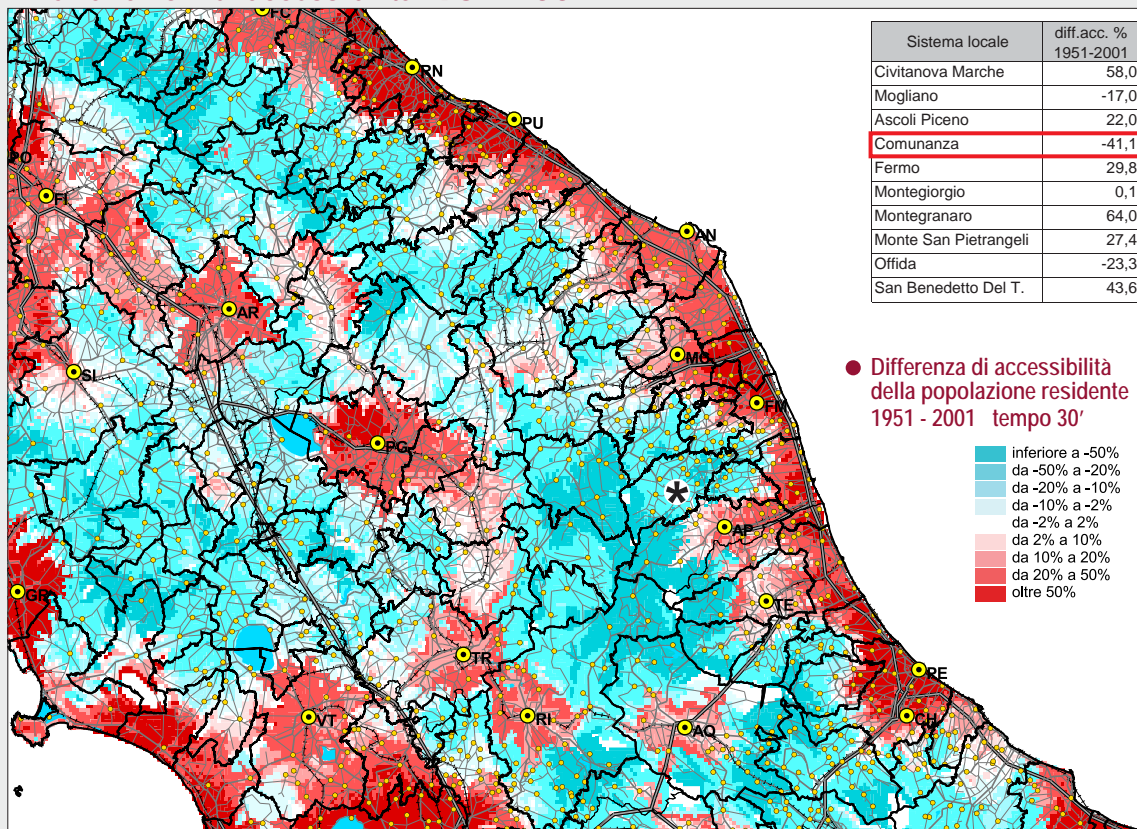 Sistema locale
diff.acc. %
1951-2001
Civitanova Marche 58,0
Mogliano -17,0
Ascoli Piceno 22,0
Comunanza -41,1
Fermo 29,8
Montegiorgio 0,1
Montegranaro 64,0
Monte San Pietrangeli 27,4
Offida -23,3
San Benedetto Del T. 43,6
● Differenza di accessibilità
della popolazione residente
1951 - 2001 tempo 30'
inferiore a -50%
da -50% a -20%
da -20% a -10%
da -10% a -2%
da -2% a 2%
da 2% a 10%
da 10% a 20%
da 20% a 50%
oltre 50%
FC
RN
PU
PO
FI
AN
AR
MC
SI
FM
PG
*
AP
GR
TE
TR
PE
VT
RI
CH
AQ